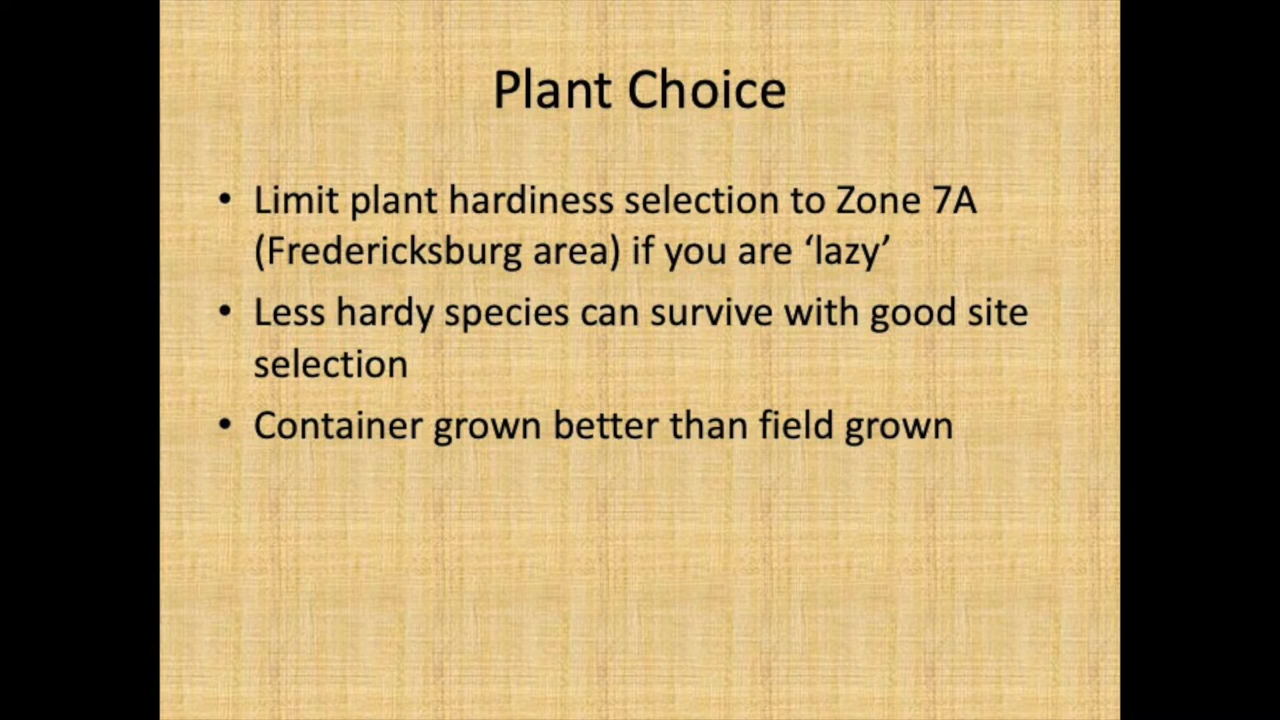 Plant Choice
• Limit plant hardiness selection to Zone 7A
(Fredericksburg area) if you are ‘lazy’
• Less hardy species can survive with good site
selection
• Container grown better than field grown